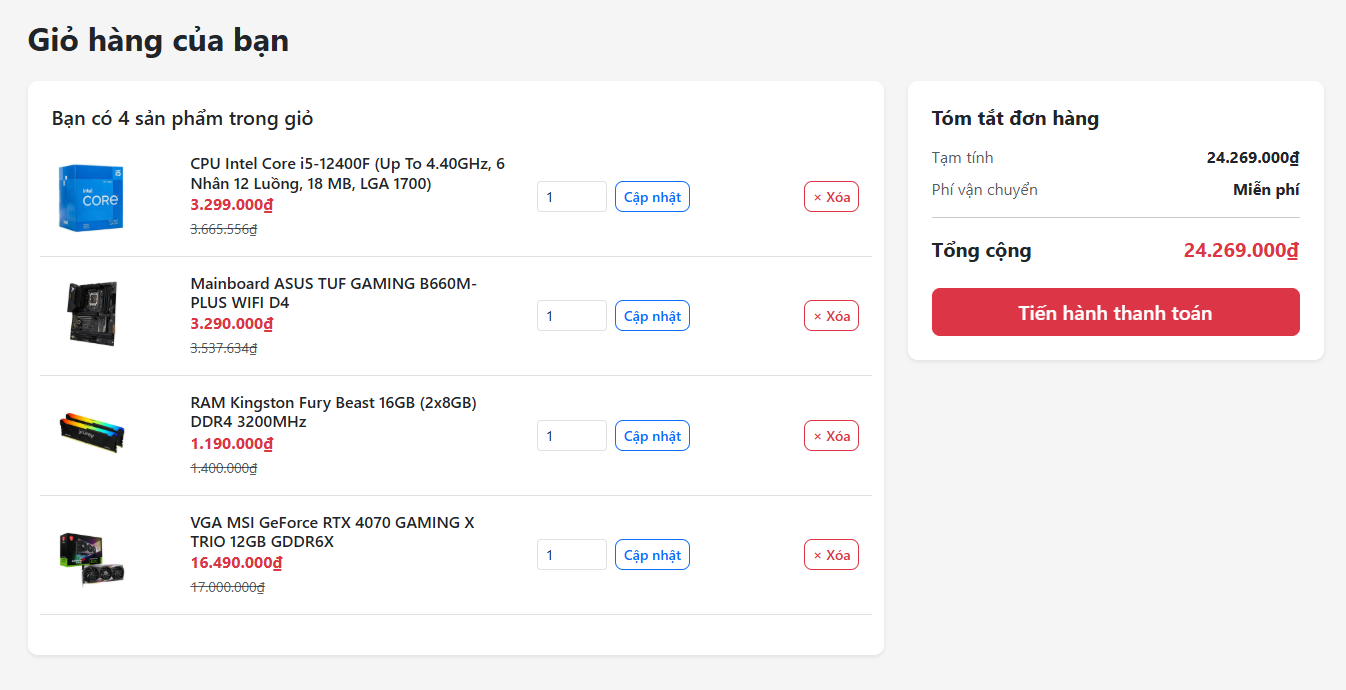 Giỏ hàng của bạn
Bạn có 4 sản phẩm trong giỏ
intel
CORE
i5
CPU Intel Core i5-12400F (Up To 4.40GHz, 6
Nhân 12 Luồng, 18 MB, LGA 1700)
3.299.000₫
3.665.556₫
1
Cập nhật
× Xóa
Mainboard ASUS TUF GAMING B660M-
PLUS WIFI D4
3.290.000₫
3.537.634₫
1
Cập nhật
× Xóa
RAM Kingston Fury Beast 16GB (2x8GB)
DDR4 3200MHz
1.190.000₫
1.400.000₫
1
Cập nhật
× Xóa
VGA MSI GeForce RTX 4070 GAMING X
TRIO 12GB GDDR6X
16.490.000₫
17.000.000₫
1
Cập nhật
× Xóa
Tóm tắt đơn hàng
Tạm tính 24.269.000₫
Phí vận chuyển Miễn phí
Tổng cộng 24.269.000₫
Tiến hành thanh toán